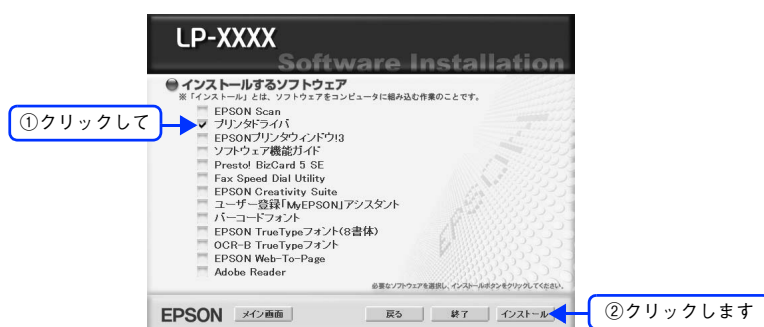 LP-XXXX
Software Installation
インストールするソフトウェア
※「インストール」とは、ソフトウェアをコンピュータに組み込む作業のことです。
EPSON Scan
①クリックして
プリンタドライバ
EPSONプリンタウィンドウ!3
ソフトウェア機能ガイド
Presto! BizCard 5 SE
Fax Speed Dial Utility
EPSON Creativity Suite
ユーザー登録「MyEPSON」アシスタント
バーコードフォント
EPSON TrueTypeフォント(8書体)
OCR-B TrueTypeフォント
EPSON Web-To-Page
Adobe Reader
必要なソフトウェアを選択し、インストールボタンをクリックしてください。
EPSON メイン画面 戻る 終了 インストール
②クリックします
EPSON